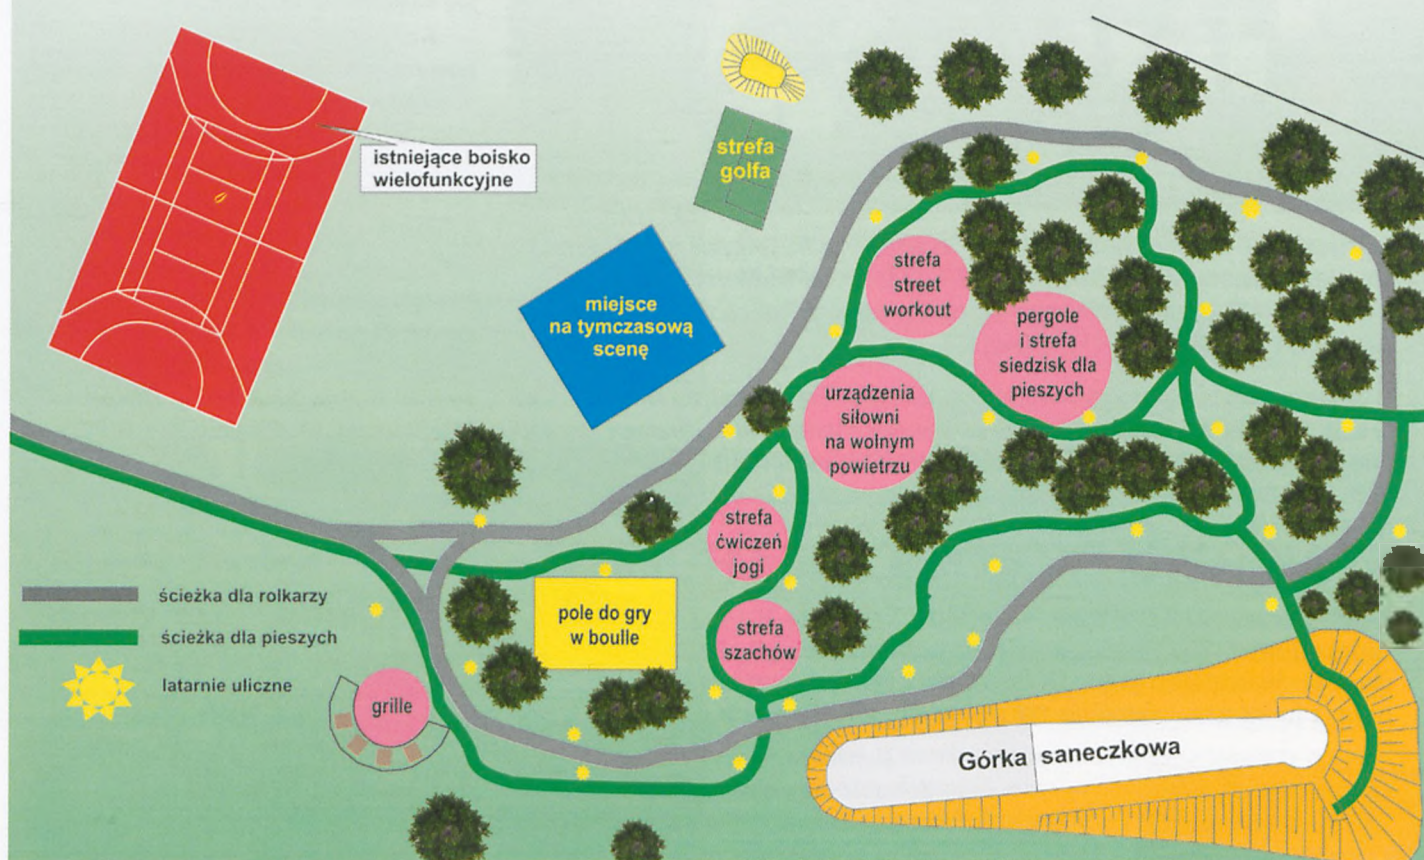 istniejące boisko
wielofunkcyjne
strefa
golfa
miejsce
na tymczasową
scenę
strefa
street
workout
pergole
i strefa
siedzisk dla
pieszych
urządzenia
siłowni
na wolnym
powietrzu
strefa
ćwiczeń
jogi
pole do gry
w boulle
strefa
szachów
grille
Górka saneczkowa
ścieżka dla rolkarzy
ścieżka dla pieszych
latarnie uliczne